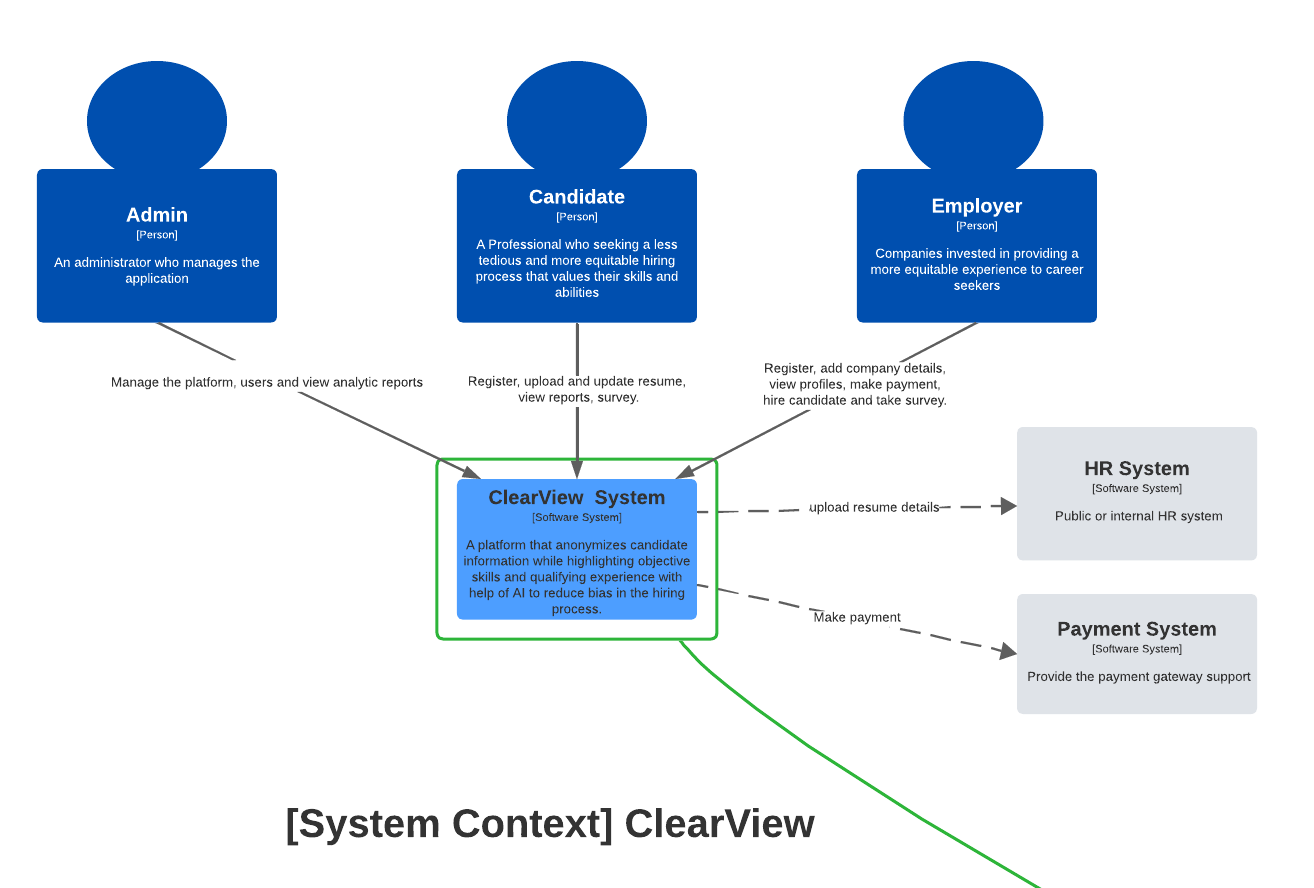 Admin
[Person]
An administrator who manages the
application
Candidate
[Person]
A Professional who seeking a less
tedious and more equitable hiring
process that values their skills and
abilities
Employer
[Person]
Companies invested in providing a
more equitable experience to career
seekers
Manage the platform, users and view analytic reports
Register, upload and update resume,
view reports, survey.
Register, add company details,
view profiles, make payment,
hire candidate and take survey.
ClearView  System
[Software System]
A platform that anonymizes candidate
information while highlighting objective
skills and qualifying experience with
help of AI to reduce bias in the hiring
process.
upload resume details
HR System
[Software System]
Public or internal HR system
Make payment
Payment System
[Software System]
Provide the payment gateway support
[System Context] ClearView